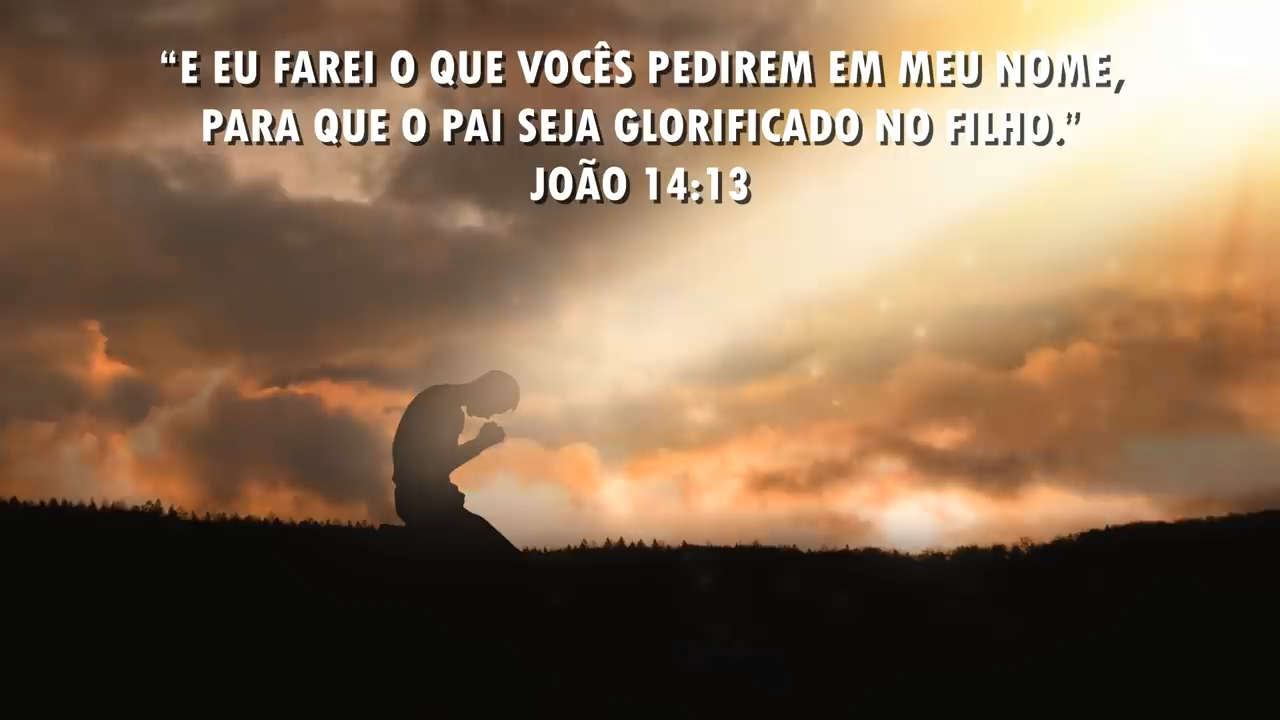 “E EU FAREI O QUE VOCÊS PEDIREM EM MEU NOME,
PARA QUE O PAI SEJA GLORIFICADO NO FILHO.”
JOÃO 14:13